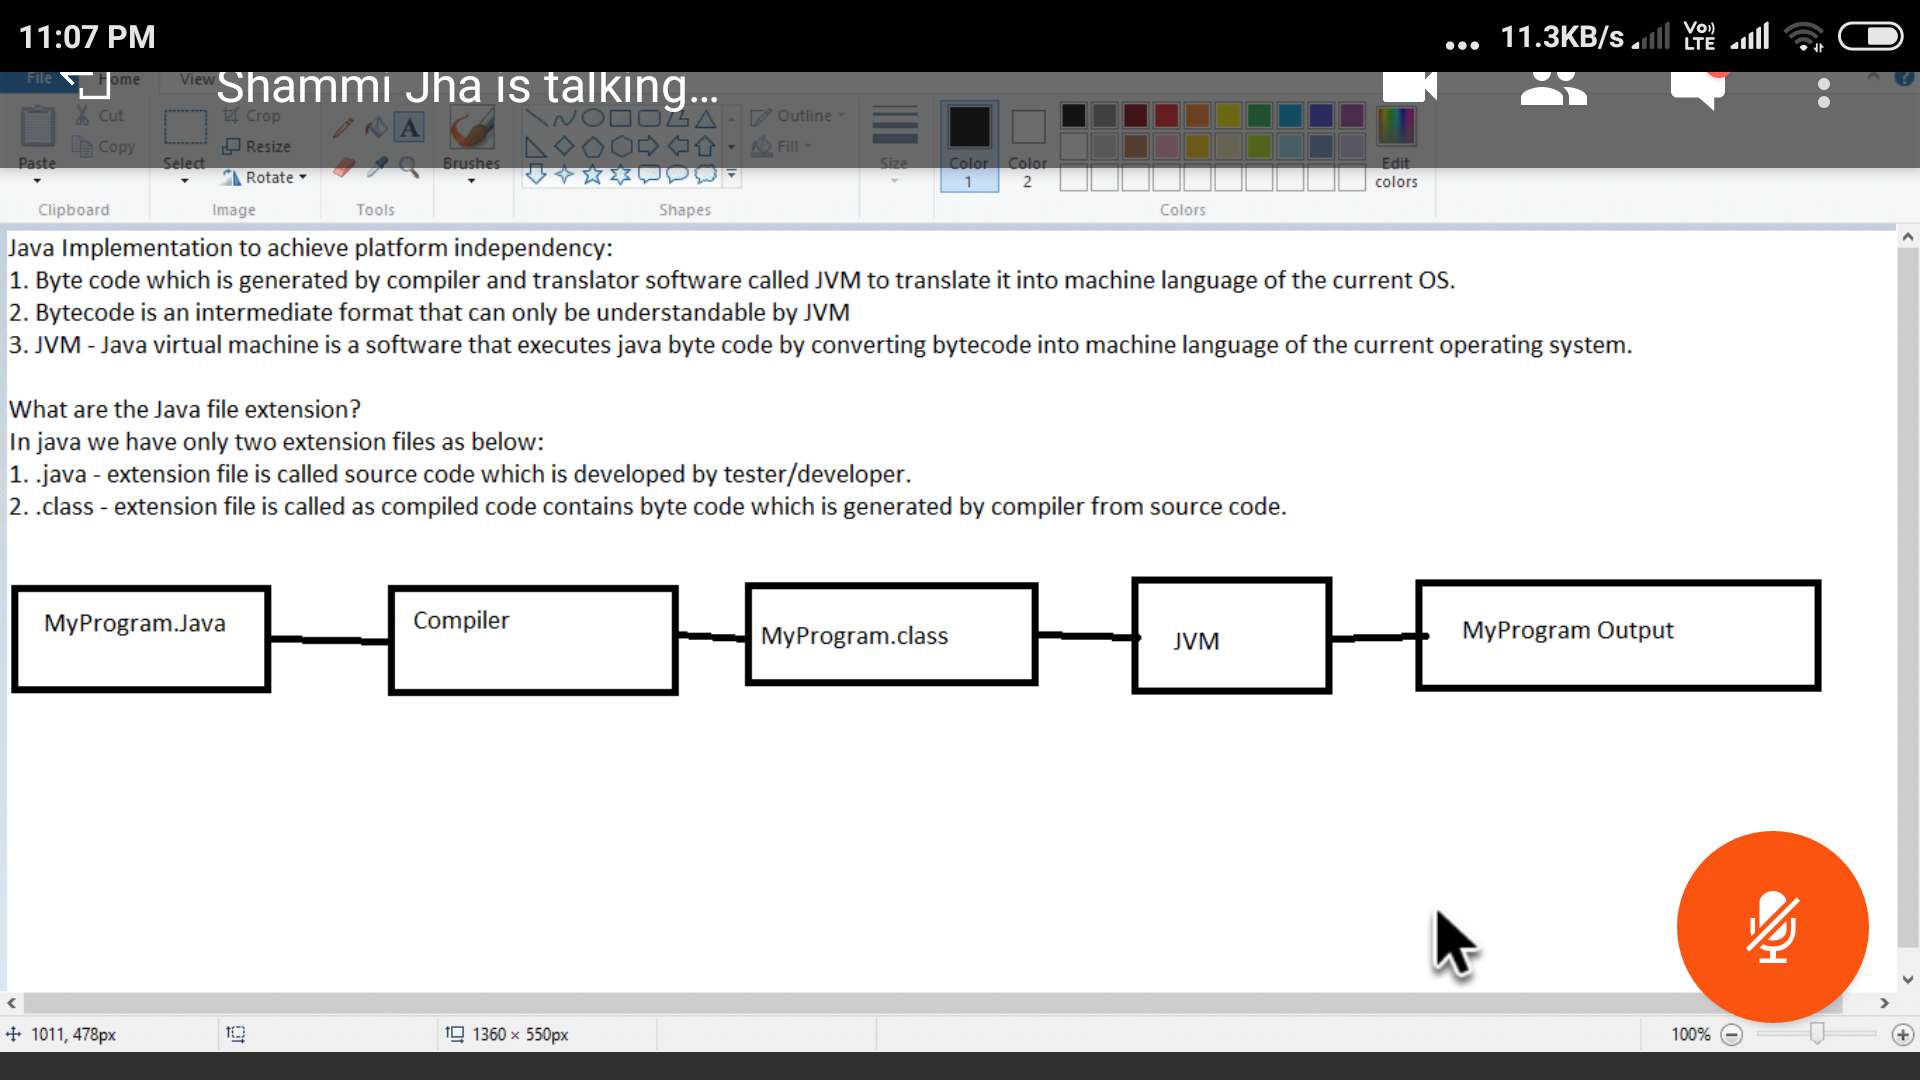 11:07 PM
11.3KB/s
Vo)) LTE
File Home View
Shammi Jha is talking...
Paste
Cut
Copy
Clipboard
Select
Crop
Resize
Rotate
Image
A
Tools
Brushes
Outline
Fill
Shapes
Size
Color 1
Color 2
Edit colors
Colors
Java Implementation to achieve platform independency:
1. Byte code which is generated by compiler and translator software called JVM to translate it into machine language of the current OS.
2. Bytecode is an intermediate format that can only be understandable by JVM
3. JVM - Java virtual machine is a software that executes java byte code by converting bytecode into machine language of the current operating system.
What are the Java file extension?
In java we have only two extension files as below:
1. .java - extension file is called source code which is developed by tester/developer.
2. .class - extension file is called as compiled code contains byte code which is generated by compiler from source code.
MyProgram.Java
Compiler
MyProgram.class
JVM
MyProgram Output
1011, 478px
1360 × 550px
100%